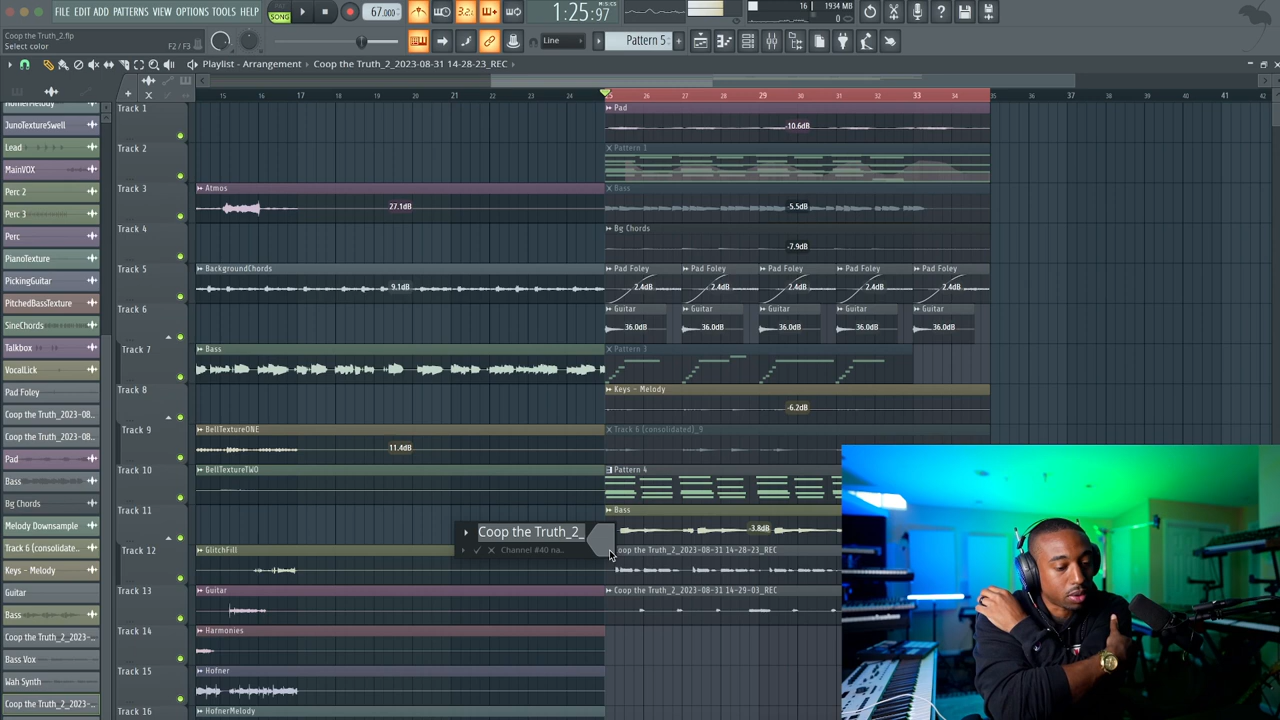 FILE EDIT ADD PATTERNS VIEW OPTIONS TOOLS HELP
PAT
SONG
67.000
3.2.
1:25:97
M:S:CS
16
1934 MB
0
Coop the Truth_2.flp
Select color
F2 / F3
Line
Pattern 5
Playlist - Arrangement › Coop the Truth_2_2023-08-31 14-28-23_REC ›
15 16 17 18 19 20 21 22 23 24 25 26 27 28 29 30 31 32 33 34 35 36 37 38 39 40 41 42
HofnerMelody
JunoTextureSwell
Lead
MainVOX
Perc 2
Perc 3
Perc
PianoTexture
PickingGuitar
PitchedBassTexture
SineChords
Talkbox
VocalLick
Pad Foley
Coop the Truth_2023-08..
Coop the Truth_2023-08..
Pad
Bass
Bg Chords
Melody Downsample
Track 6 (consolidate..
Keys - Melody
Guitar
Bass
Coop the Truth_2_2023-..
Bass Vox
Wah Synth
Coop the Truth_2_2023-..
Track 1
Pad
-10.6dB
Track 2
Pattern 1
Track 3
Atmos
27.1dB
Bass
-5.5dB
Track 4
Bg Chords
-7.9dB
Track 5
BackgroundChords
9.1dB
Pad Foley Pad Foley Pad Foley Pad Foley Pad Foley
2.4dB 2.4dB 2.4dB 2.4dB 2.4dB
Track 6
Guitar Guitar Guitar Guitar Guitar
36.0dB 36.0dB 36.0dB 36.0dB 36.0dB
Track 7
Bass
Pattern 3
Track 8
Keys - Melody
-6.2dB
Track 9
BellTextureONE
11.4dB
Track 6 (consolidated)_9
Track 10
BellTextureTWO
Pattern 4
Track 11
Bass
-3.8dB
Coop the Truth_2_
Channel #40 na..
Track 12
GlitchFill
oop the Truth_2_2023-08-31 14-28-23_REC
Track 13
Guitar
Coop the Truth_2_2023-08-31 14-29-03_REC
Track 14
Harmonies
Track 15
Hofner
Track 16
HofnerMelody